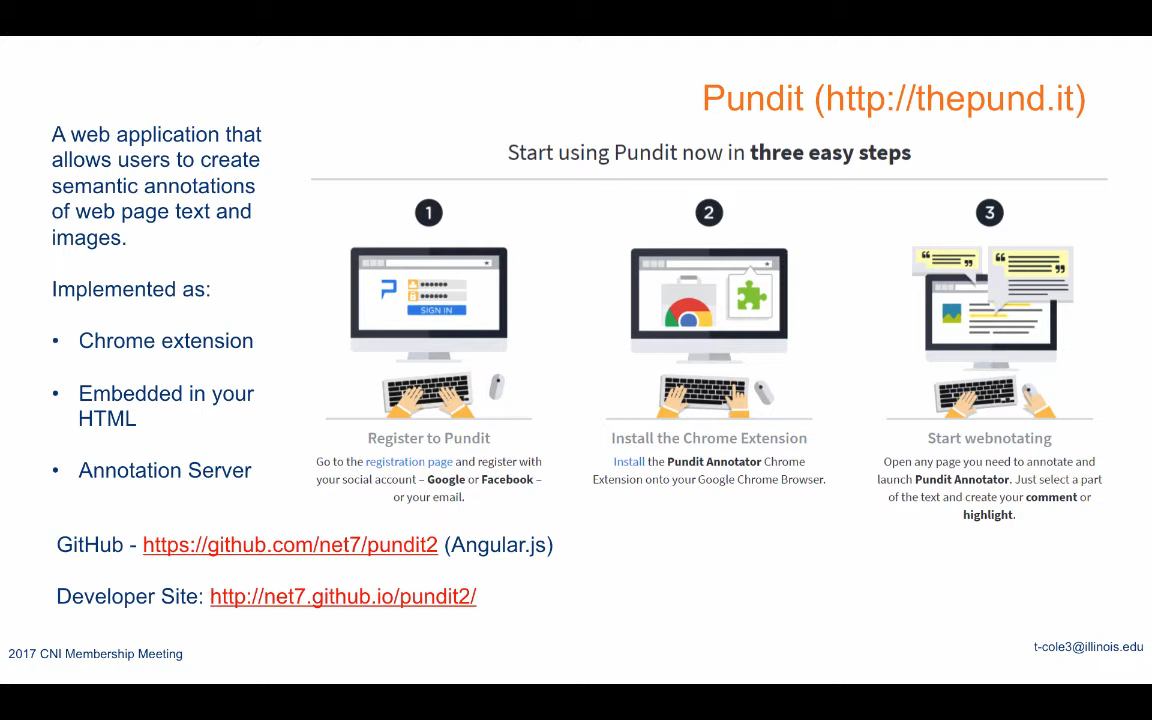 Pundit (http://thepund.it)
A web application that
allows users to create
semantic annotations
of web page text and
images.
Implemented as:
• Chrome extension
• Embedded in your
HTML
• Annotation Server
Start using Pundit now in three easy steps
1
SIGN IN
Register to Pundit
Go to the registration page and register with
your social account – Google or Facebook –
or your email.
2
Install the Chrome Extension
Install the Pundit Annotator Chrome
Extension onto your Google Chrome Browser.
3
Start webnotating
Open any page you need to annotate and
launch Pundit Annotator. Just select a part
of the text and create your comment or
highlight.
GitHub - https://github.com/net7/pundit2 (Angular.js)
Developer Site: http://net7.github.io/pundit2/
2017 CNI Membership Meeting
t-cole3@illinois.edu